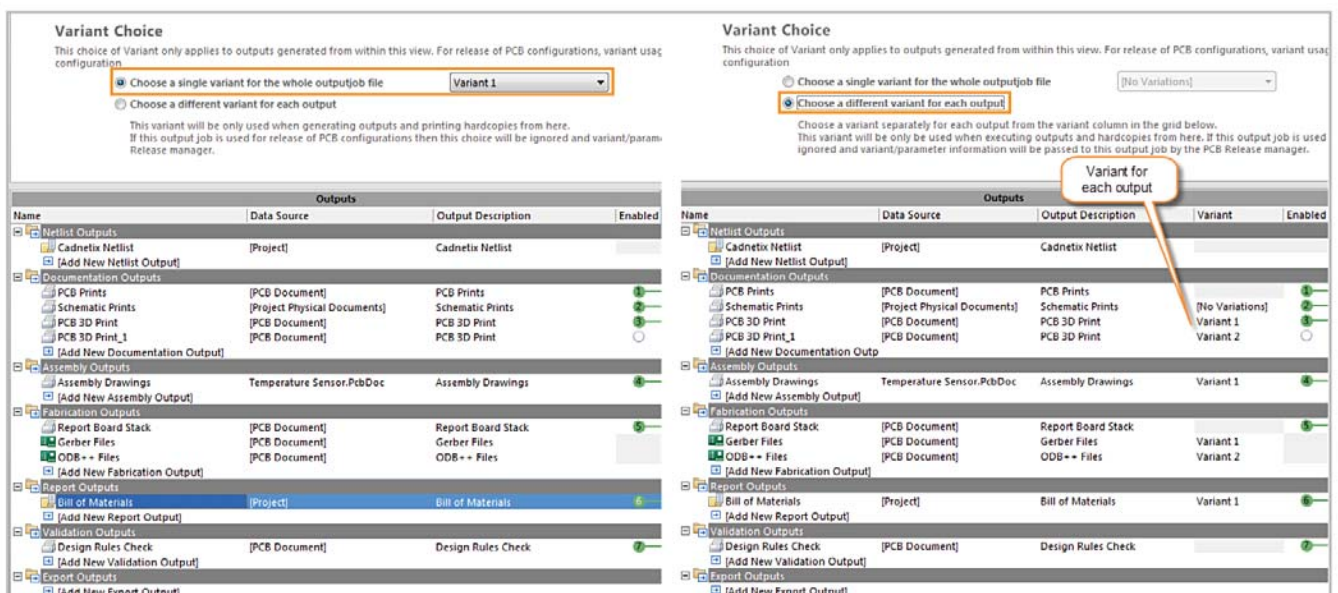 Variant Choice
This choice of Variant only applies to outputs generated from within this view. For release of PCB configurations, variant usag
configuration
Choose a single variant for the whole outputjob file Variant 1
Choose a different variant for each output
This variant will be only used when generating outputs and printing hardcopies from here.
If this output job is used for release of PCB configurations then this choice will be ignored and variant/param
Release manager.
Outputs
Name Data Source Output Description Enabled
Netlist Outputs
Cadnetix Netlist [Project] Cadnetix Netlist
[Add New Netlist Output]
Documentation Outputs
PCB Prints [PCB Document] PCB Prints 1
Schematic Prints [Project Physical Documents] Schematic Prints 2
PCB 3D Print [PCB Document] PCB 3D Print 3
PCB 3D Print_1 [PCB Document] PCB 3D Print
[Add New Documentation Output]
Assembly Outputs
Assembly Drawings Temperature Sensor.PcbDoc Assembly Drawings 4
[Add New Assembly Output]
Fabrication Outputs
Report Board Stack [PCB Document] Report Board Stack 5
Gerber Files [PCB Document] Gerber Files
ODB++ Files [PCB Document] ODB++ Files
[Add New Fabrication Output]
Report Outputs
Bill of Materials [Project] Bill of Materials 6
[Add New Report Output]
Validation Outputs
Design Rules Check [PCB Document] Design Rules Check 7
[Add New Validation Output]
Export Outputs
[Add New Export Output]
Variant Choice
This choice of Variant only applies to outputs generated from within this view. For release of PCB configurations, variant usag
configuration
Choose a single variant for the whole outputjob file [No Variations]
Choose a different variant for each output
Choose a variant separately for each output from the variant column in the grid below.
This variant will be only be used when executing outputs and hardcopies from here. If this output job is used
ignored and variant/parameter information will be passed to this output job by the PCB Release manager.
Variant for
each output
Outputs
Name Data Source Output Description Variant Enabled
Netlist Outputs
Cadnetix Netlist [Project] Cadnetix Netlist
[Add New Netlist Output]
Documentation Outputs
PCB Prints [PCB Document] PCB Prints 1
Schematic Prints [Project Physical Documents] Schematic Prints [No Variations] 2
PCB 3D Print [PCB Document] PCB 3D Print Variant 1 3
PCB 3D Print_1 [PCB Document] PCB 3D Print Variant 2
[Add New Documentation Outp
Assembly Outputs
Assembly Drawings Temperature Sensor.PcbDoc Assembly Drawings Variant 1 4
[Add New Assembly Output]
Fabrication Outputs
Report Board Stack [PCB Document] Report Board Stack 5
Gerber Files [PCB Document] Gerber Files Variant 1
ODB++ Files [PCB Document] ODB++ Files Variant 2
[Add New Fabrication Output]
Report Outputs
Bill of Materials [Project] Bill of Materials Variant 1 6
[Add New Report Output]
Validation Outputs
Design Rules Check [PCB Document] Design Rules Check 7
[Add New Validation Output]
Export Outputs
[Add New Export Output]